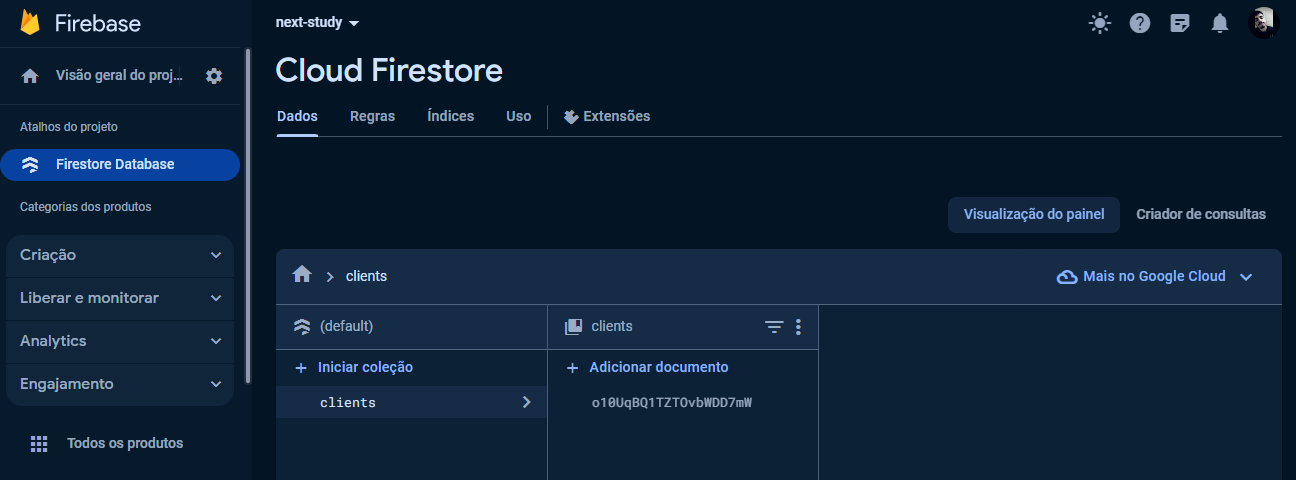 Firebase
next-study
Visão geral do proj...
Cloud Firestore
Atalhos do projeto
Dados Regras Índices Uso Extensões
Firestore Database
Categorias dos produtos
Visualização do painel Criador de consultas
Criação
Liberar e monitorar
Analytics
Engajamento
Todos os produtos
clients Mais no Google Cloud
(default) clients
+ Iniciar coleção + Adicionar documento
clients o10UqBQ1TZTOvbWDD7mW